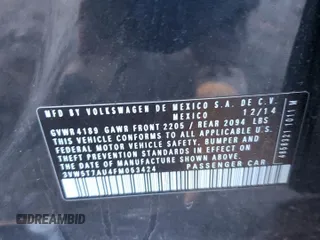 MFD BY VOLKSWAGEN DE MEXICO S.A. DE C.V.
MEXICO 12/14
GVWR 4189 GAWR FRONT 2205 / REAR 2094 LBS
THIS VEHICLE CONFORMS TO ALL APPLICABLE U.S.
FEDERAL MOTOR VEHICLE SAFETY, BUMPER AND
THEFT PREVENTION STANDARDS IN EFFECT ON
THE DATE OF MANUFACTURE SHOWN ABOVE.
3VW5T7AU4FM053424 PASSENGER CAR
DREAMBID